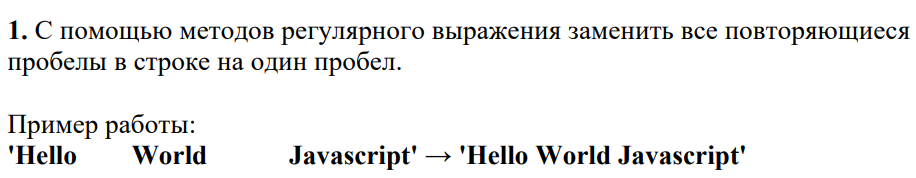 1. С помощью методов регулярного выражения заменить все повторяющиеся
пробелы в строке на один пробел.
Пример работы:
'Hello     World       Javascript' → 'Hello World Javascript'